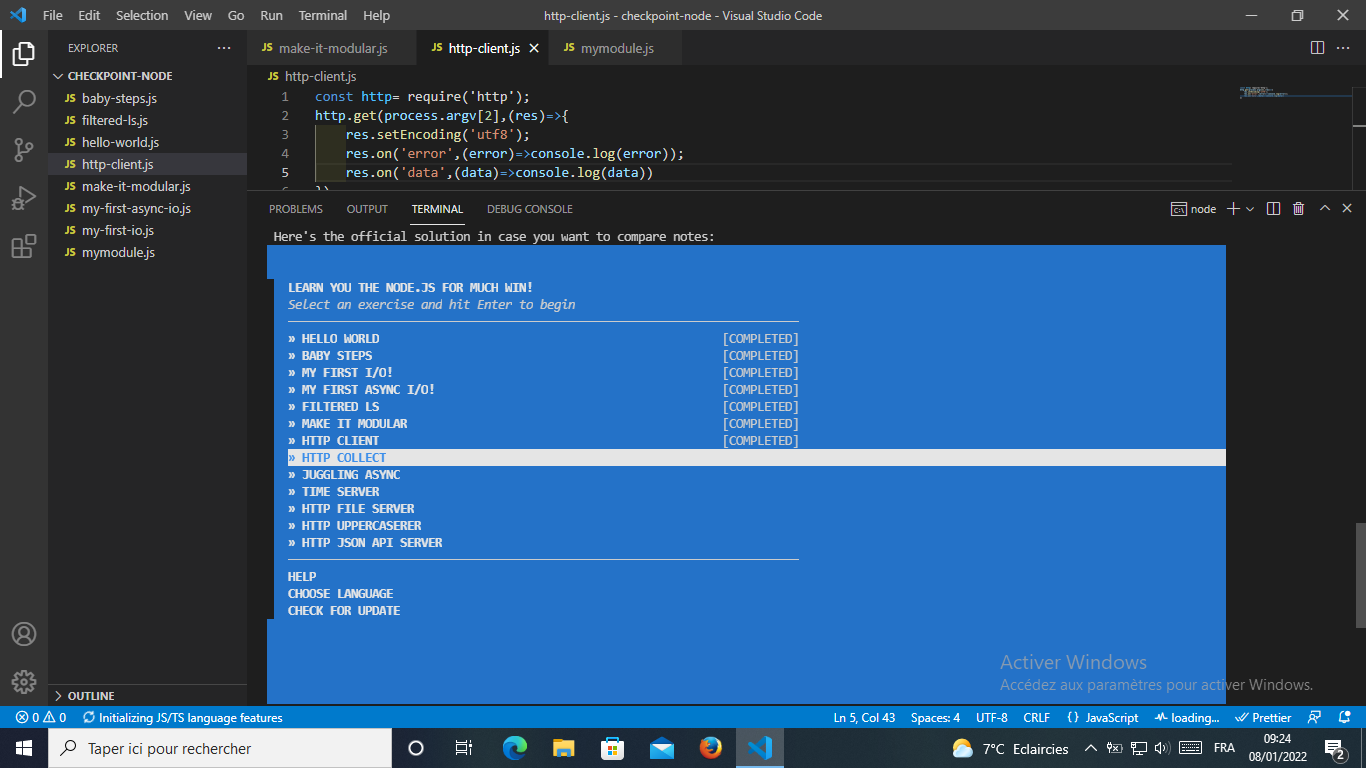 File Edit Selection View Go Run Terminal Help http-client.js - checkpoint-node - Visual Studio Code
EXPLORER
CHECKPOINT-NODE
JS baby-steps.js
JS filtered-ls.js
JS hello-world.js
JS http-client.js
JS make-it-modular.js
JS my-first-async-io.js
JS my-first-io.js
JS mymodule.js
OUTLINE
JS make-it-modular.js JS http-client.js JS mymodule.js
JS http-client.js
1 const http= require('http');
2 http.get(process.argv[2],(res)=>{
3 res.setEncoding('utf8');
4 res.on('error',(error)=>console.log(error));
5 res.on('data',(data)=>console.log(data))
PROBLEMS OUTPUT TERMINAL DEBUG CONSOLE node
Here's the official solution in case you want to compare notes:
LEARN YOU THE NODE.JS FOR MUCH WIN!
Select an exercise and hit Enter to begin
» HELLO WORLD [COMPLETED]
» BABY STEPS [COMPLETED]
» MY FIRST I/O! [COMPLETED]
» MY FIRST ASYNC I/O! [COMPLETED]
» FILTERED LS [COMPLETED]
» MAKE IT MODULAR [COMPLETED]
» HTTP CLIENT [COMPLETED]
» HTTP COLLECT
» JUGGLING ASYNC
» TIME SERVER
» HTTP FILE SERVER
» HTTP UPPERCASERER
» HTTP JSON API SERVER
HELP
CHOOSE LANGUAGE
CHECK FOR UPDATE
Activer Windows
Accédez aux paramètres pour activer Windows.
0 0 Initializing JS/TS language features Ln 5, Col 43 Spaces: 4 UTF-8 CRLF {} JavaScript loading... Prettier
Taper ici pour rechercher 7°C Eclaircies FRA 09:24
08/01/2022 2